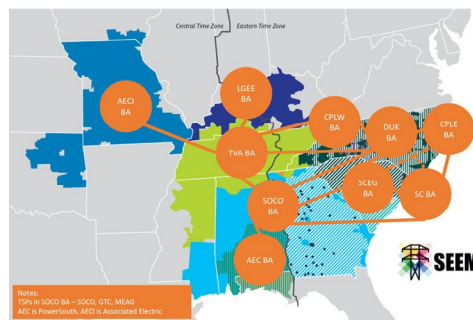 Central Time Zone
Eastern Time Zone
LGEE
BA
AECI
BA
CPLW
BA
DUK
BA
CPLE
BA
TVA BA
SCEG
BA
SC BA
SOCO
BA
AEC BA
SEEM
Notes:
TSPs in SOCO BA – SOCO, GTC, MEAG
AEC is PowerSouth, AECI is Associated Electric